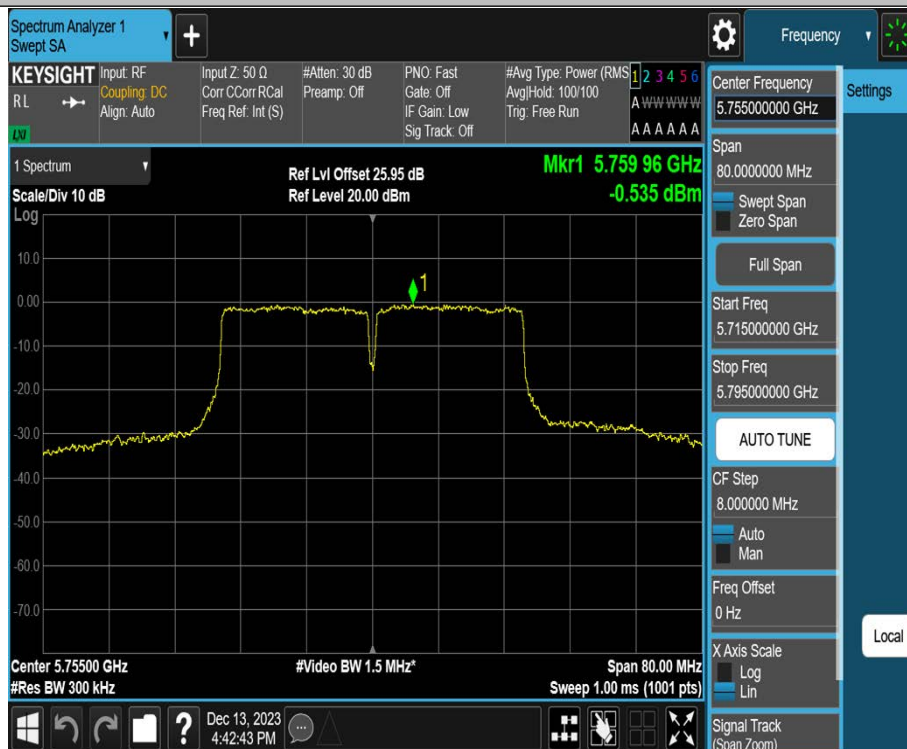 Spectrum Analyzer 1
Swept SA
+
Frequency
KEYSIGHT
Input: RF
Input Z: 50 Ω
#Atten: 30 dB
PNO: Fast
#Avg Type: Power (RMS
1 2 3 4 5 6
R L
Coupling: DC
Corr CCorr RCal
Preamp: Off
Gate: Off
Avg|Hold: 100/100
A W W W W W
Align: Auto
Freq Ref: Int (S)
IF Gain: Low
Trig: Free Run
Sig Track: Off
A A A A A A
LXI
1 Spectrum
Ref Lvl Offset 25.95 dB
Mkr1 5.759 96 GHz
Scale/Div 10 dB
Ref Level 20.00 dBm
-0.535 dBm
Log
1
10.0
0.00
-10.0
-20.0
-30.0
-40.0
-50.0
-60.0
-70.0
Center 5.75500 GHz
#Video BW 1.5 MHz*
Span 80.00 MHz
#Res BW 300 kHz
Sweep 1.00 ms (1001 pts)
?
Dec 13, 2023
4:42:43 PM
Center Frequency
5.755000000 GHz
Settings
Span
80.0000000 MHz
Swept Span
Zero Span
Full Span
Start Freq
5.715000000 GHz
Stop Freq
5.795000000 GHz
AUTO TUNE
CF Step
8.000000 MHz
Auto
Man
Freq Offset
0 Hz
Local
X Axis Scale
Log
Lin
Signal Track
(Span Zoom)